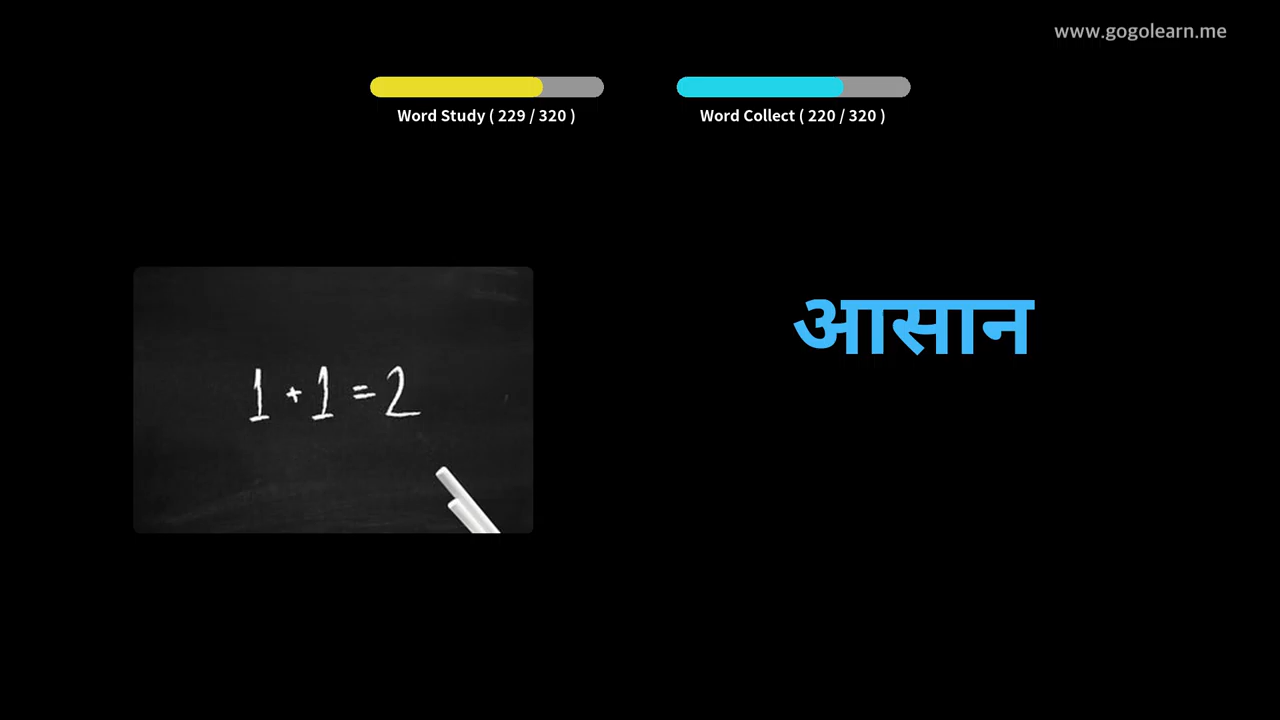 www.gogolearn.me
Word Study ( 229 / 320 )
Word Collect ( 220 / 320 )
आसान
1 + 1 = 2